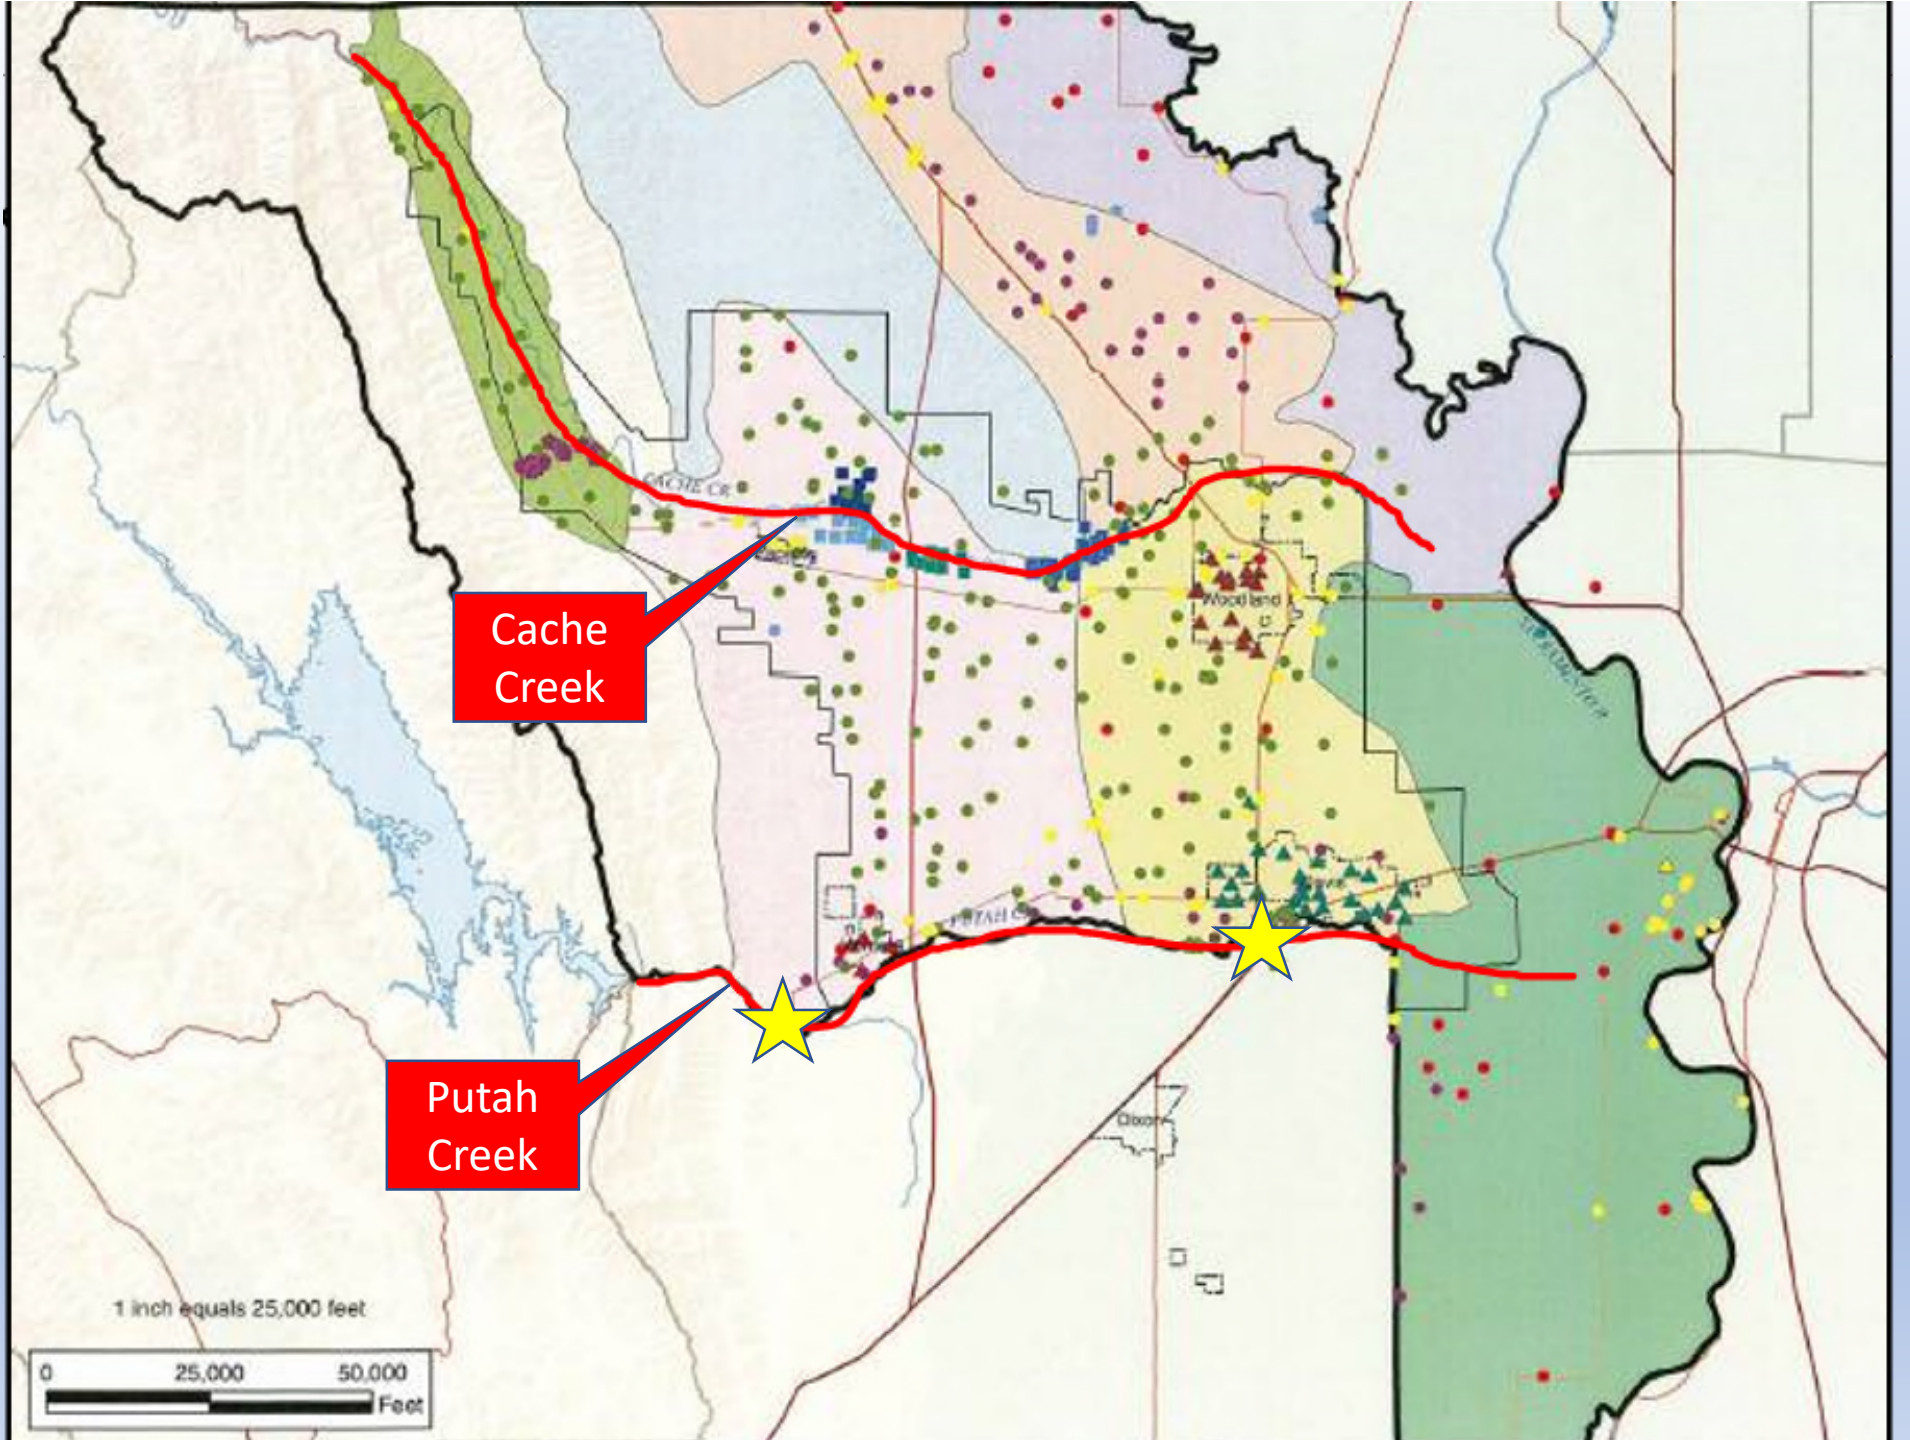 CACHE CR
Woodland
Cache
Creek
PUTAH C
Putah
Creek
Dixon
1 inch equals 25,000 feet
0 25,000 50,000
Feet